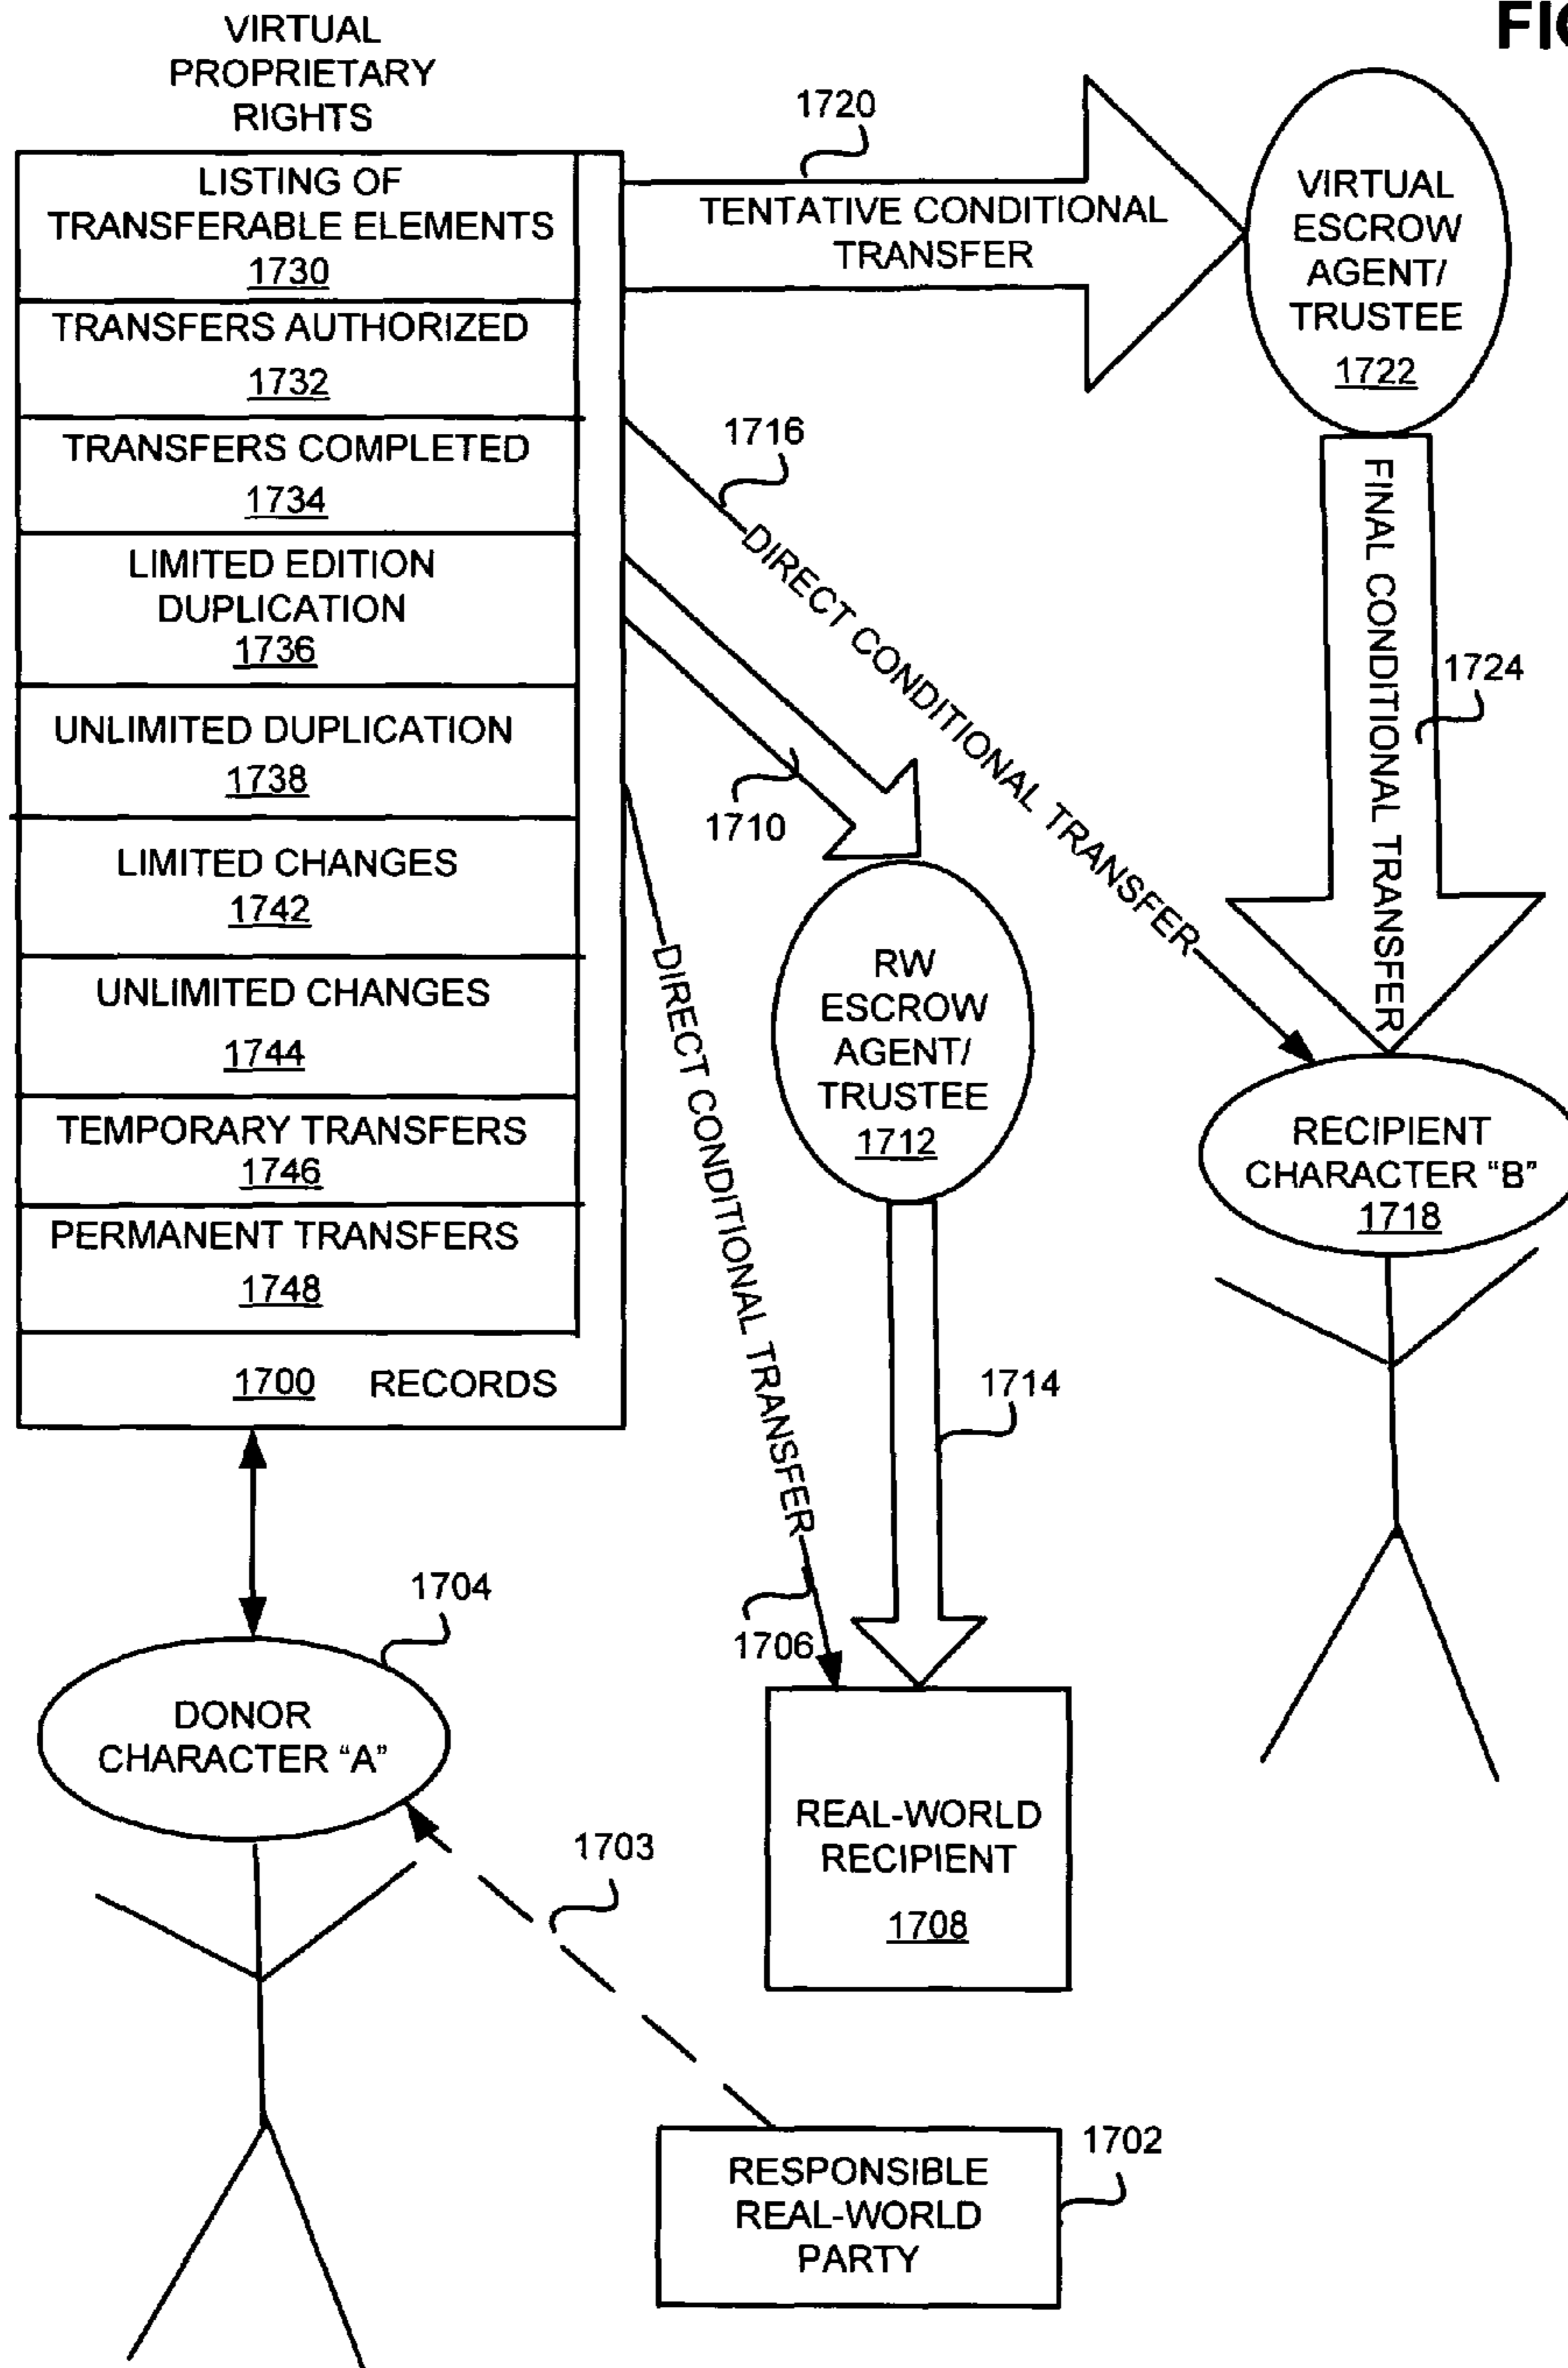 FIG
VIRTUAL
PROPRIETARY
RIGHTS
LISTING OF
TRANSFERABLE ELEMENTS
1730
TRANSFERS AUTHORIZED
1732
TRANSFERS COMPLETED
1734
LIMITED EDITION
DUPLICATION
1736
UNLIMITED DUPLICATION
1738
LIMITED CHANGES
1742
UNLIMITED CHANGES
1744
TEMPORARY TRANSFERS
1746
PERMANENT TRANSFERS
1748
1700 RECORDS
1720
TENTATIVE CONDITIONAL
TRANSFER
VIRTUAL
ESCROW
AGENT/
TRUSTEE
1722
1716
DIRECT CONDITIONAL TRANSFER
FINAL CONDITIONAL TRANSFER
1724
1710
DIRECT CONDITIONAL TRANSFER
RW
ESCROW
AGENT/
TRUSTEE
1712
RECIPIENT
CHARACTER "B"
1718
1714
1704
1706
DONOR
CHARACTER "A"
REAL-WORLD
RECIPIENT
1708
1703
1702
RESPONSIBLE
REAL-WORLD
PARTY